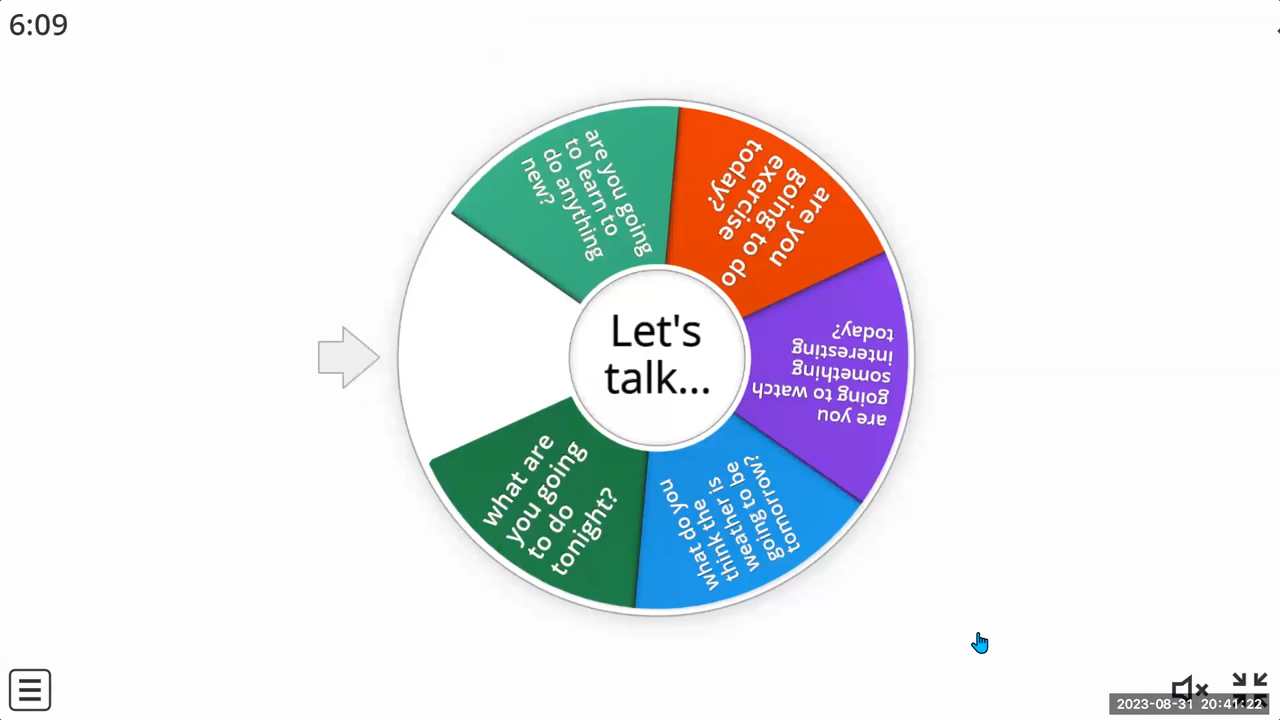 6:09
are you going
to learn to
do anything
new?
are you
going to do
exercise
today?
are you
going to watch
something
interesting
today?
what do you
think the
weather is
going to be
tomorrow?
what are
you going
to do
tonight?
Let's
talk...
2023-08-31 20:41:22